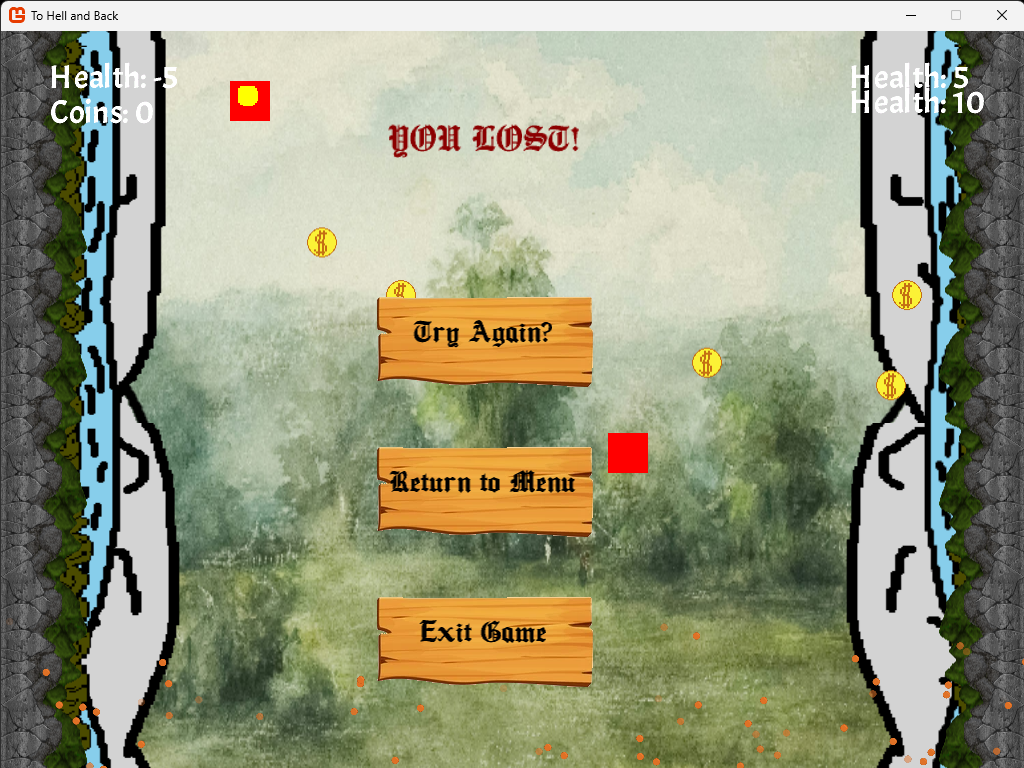 To Hell and Back
Health: -5
Coins: 0
Health: 5
Health: 10
YOU LOST!
Try Again?
Return to Menu
Exit Game